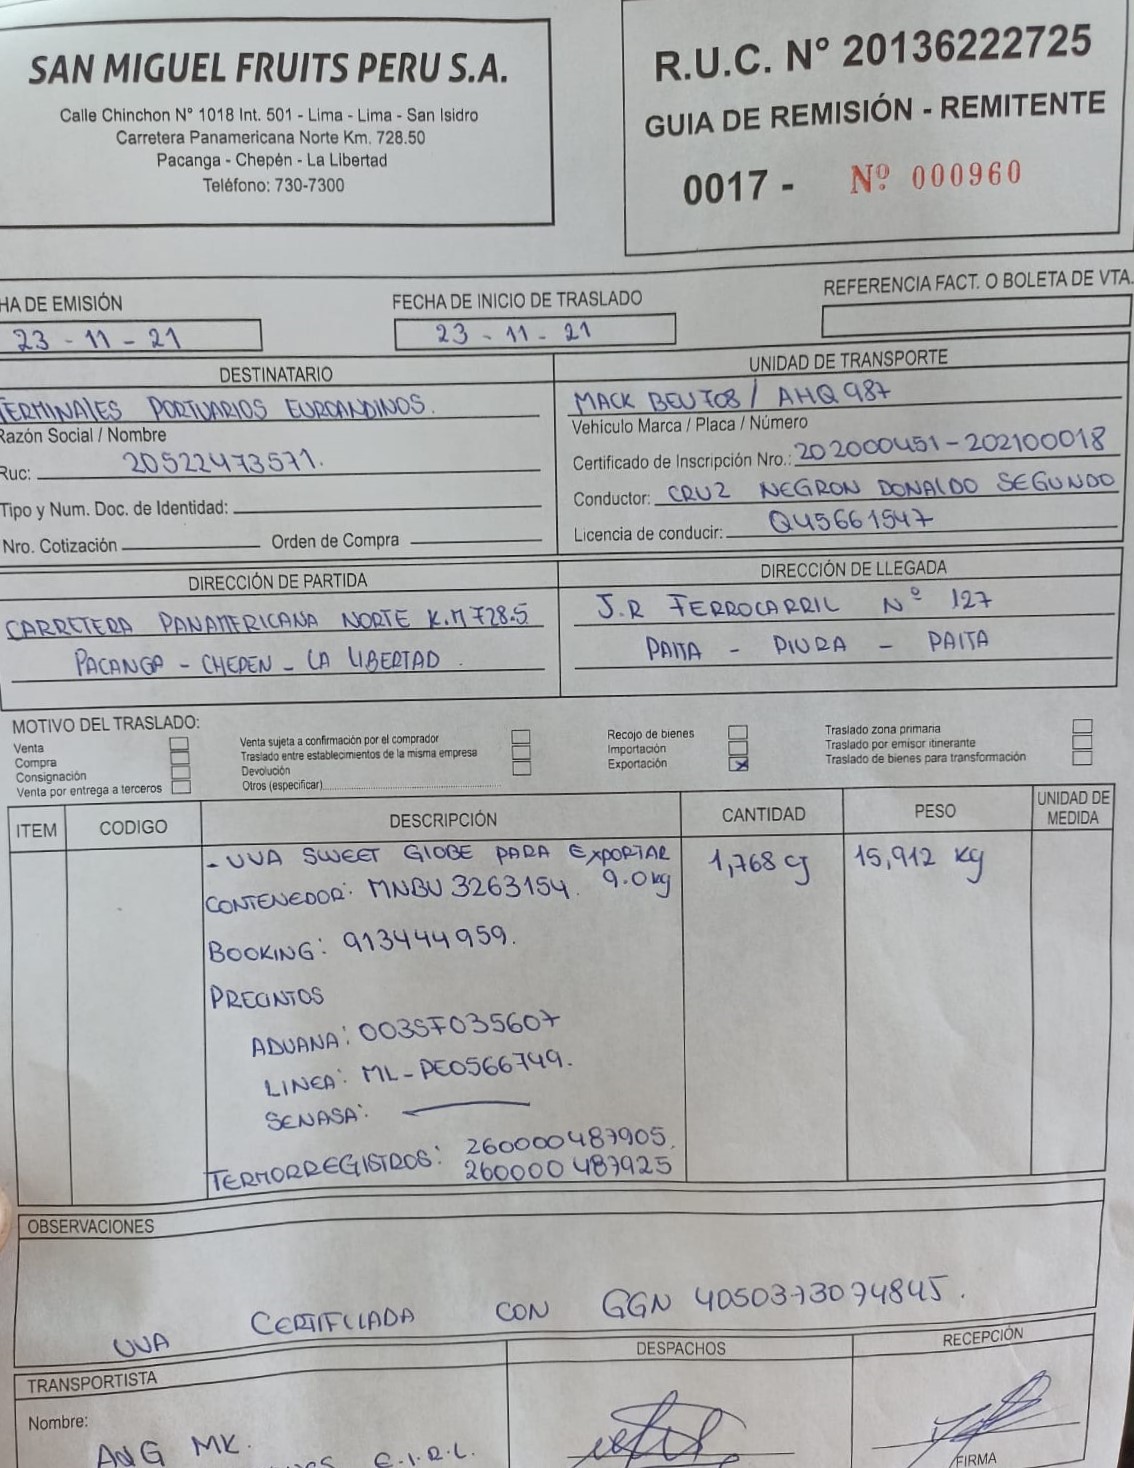 SAN MIGUEL FRUITS PERU S.A.
Calle Chinchon N° 1018 Int. 501 - Lima - Lima - San Isidro
Carretera Panamericana Norte Km. 728.50
Pacanga - Chepén - La Libertad
Teléfono: 730-7300
R.U.C. N° 20136222725
GUIA DE REMISIÓN - REMITENTE
0017 - Nº 000960
HA DE EMISIÓN
23 - 11 - 21
FECHA DE INICIO DE TRASLADO
23 - 11 - 21
REFERENCIA FACT. O BOLETA DE VTA.
DESTINATARIO
TERMINALES PORTUARIOS EUROANDINOS.
Razón Social / Nombre
Ruc: 20522473571.
Tipo y Num. Doc. de Identidad:
Nro. Cotización Orden de Compra
UNIDAD DE TRANSPORTE
MACK / AHQ 987
Vehiculo Marca / Placa / Número
Certificado de Inscripción Nro.: 202000451-202100018
Conductor: CRUZ NEGRON DONALDO SEGUNDO
Licencia de conducir: Q45661547
DIRECCIÓN DE PARTIDA
CARRETERA PANAMERICANA NORTE K.M 728.5
PACANGA - CHEPEN - LA LIBERTAD.
DIRECCIÓN DE LLEGADA
J.R FERROCARRIL Nº 127
PAITA - PIURA - PAITA
MOTIVO DEL TRASLADO:
Venta
Compra
Consignación
Venta por entrega a terceros
Venta sujeta a confirmación por el comprador
Traslado entre establecimientos de la misma empresa
Devolución
Otros (especificar)
Recojo de bienes
Importación
Exportación X
Traslado zona primaria
Traslado por emisor itinerante
Traslado de bienes para transformación
ITEM CODIGO DESCRIPCIÓN CANTIDAD PESO UNIDAD DE MEDIDA
- UVA SWEET GLOBE PARA EXPORTAR 1,768 cj 15,912 kg
CONTENEDOR: MNBU 3263154. 9.0kg
BOOKING: 913444959.
PRECINTOS
ADUANA: 003SF035607
LINEA: ML-PE0566749.
SENASA: —
TERMORREGISTROS: 260000487905.
260000487925
OBSERVACIONES
UVA CERTIFICADA CON GGN 4050373074845.
TRANSPORTISTA
Nombre:
ANG MK.
E.I.R.L.
DESPACHOS
RECEPCIÓN
FIRMA